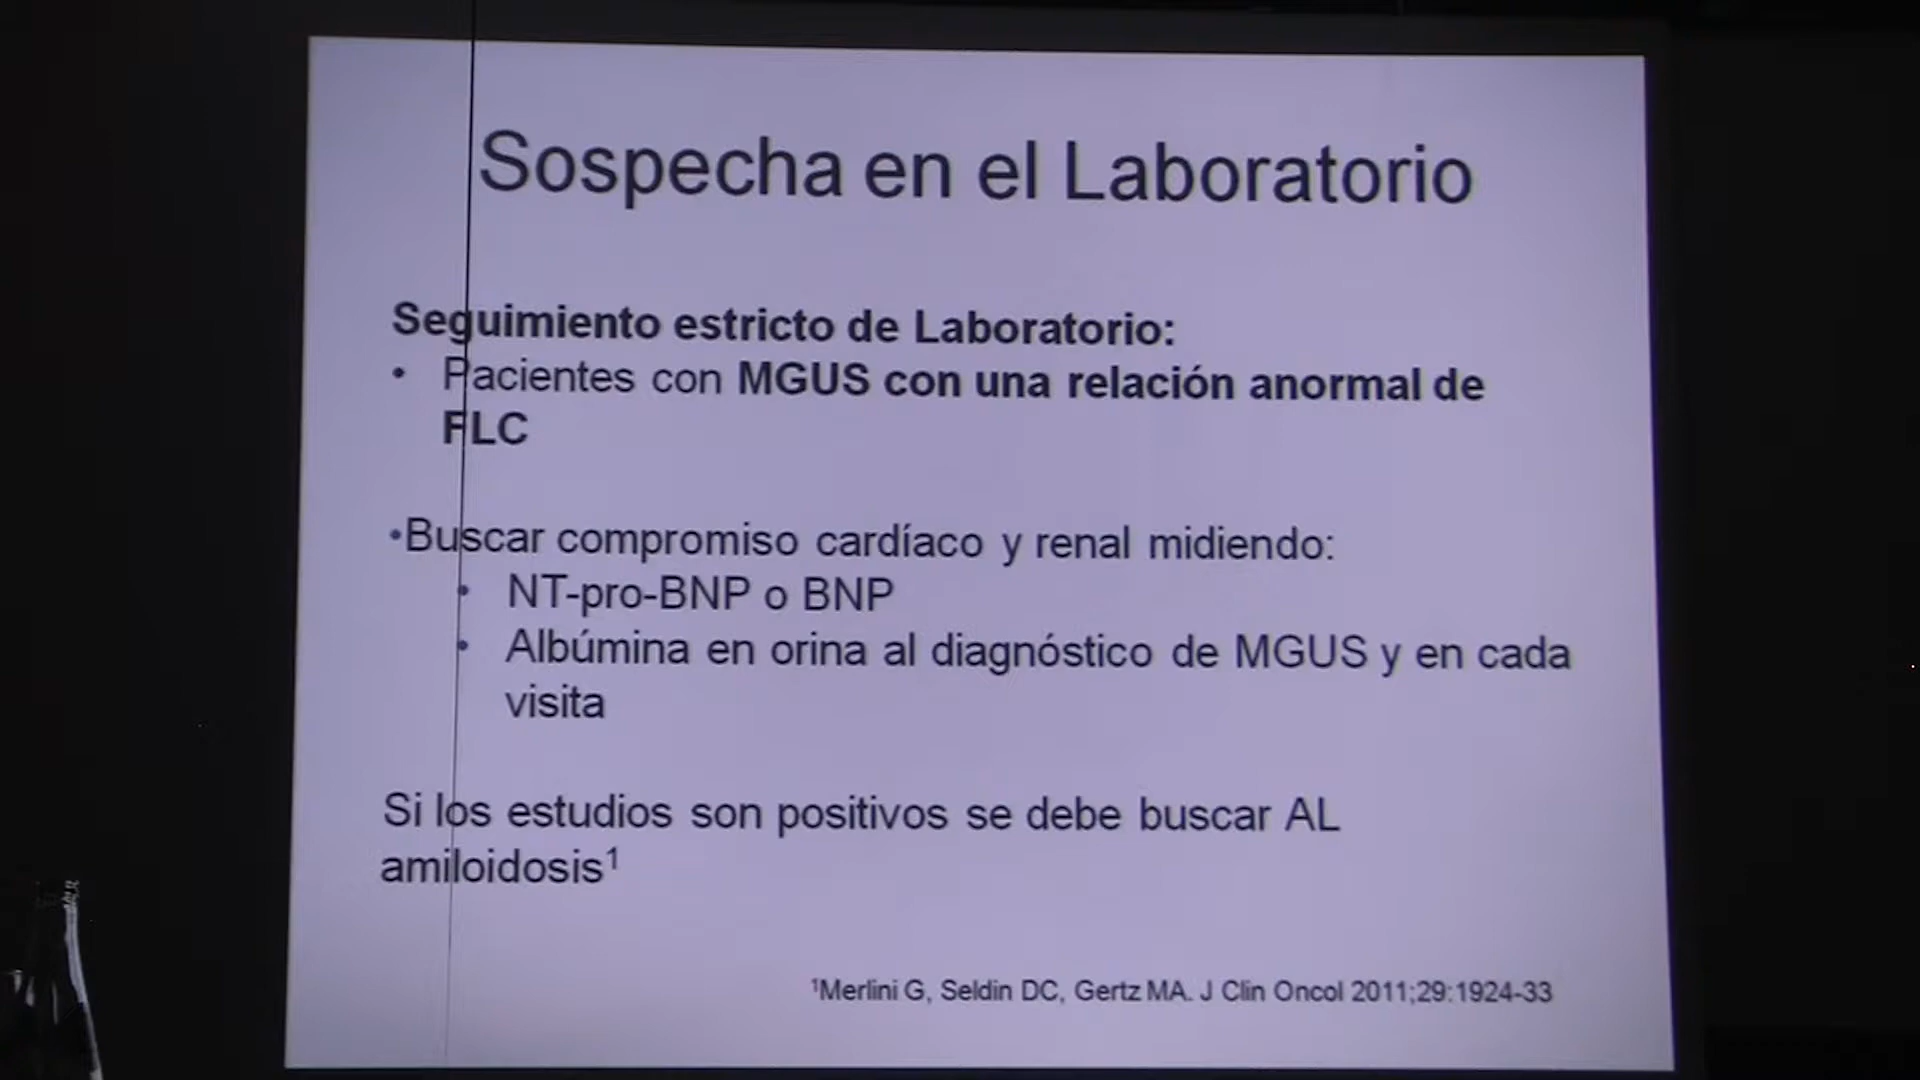 Sospecha en el Laboratorio
Seguimiento estricto de Laboratorio:
• Pacientes con MGUS con una relación anormal de
FLC
•Buscar compromiso cardíaco y renal midiendo:
• NT-pro-BNP o BNP
• Albúmina en orina al diagnóstico de MGUS y en cada
visita
Si los estudios son positivos se debe buscar AL
amiloidosis¹
¹Merlini G, Seldin DC, Gertz MA. J Clin Oncol 2011;29:1924-33